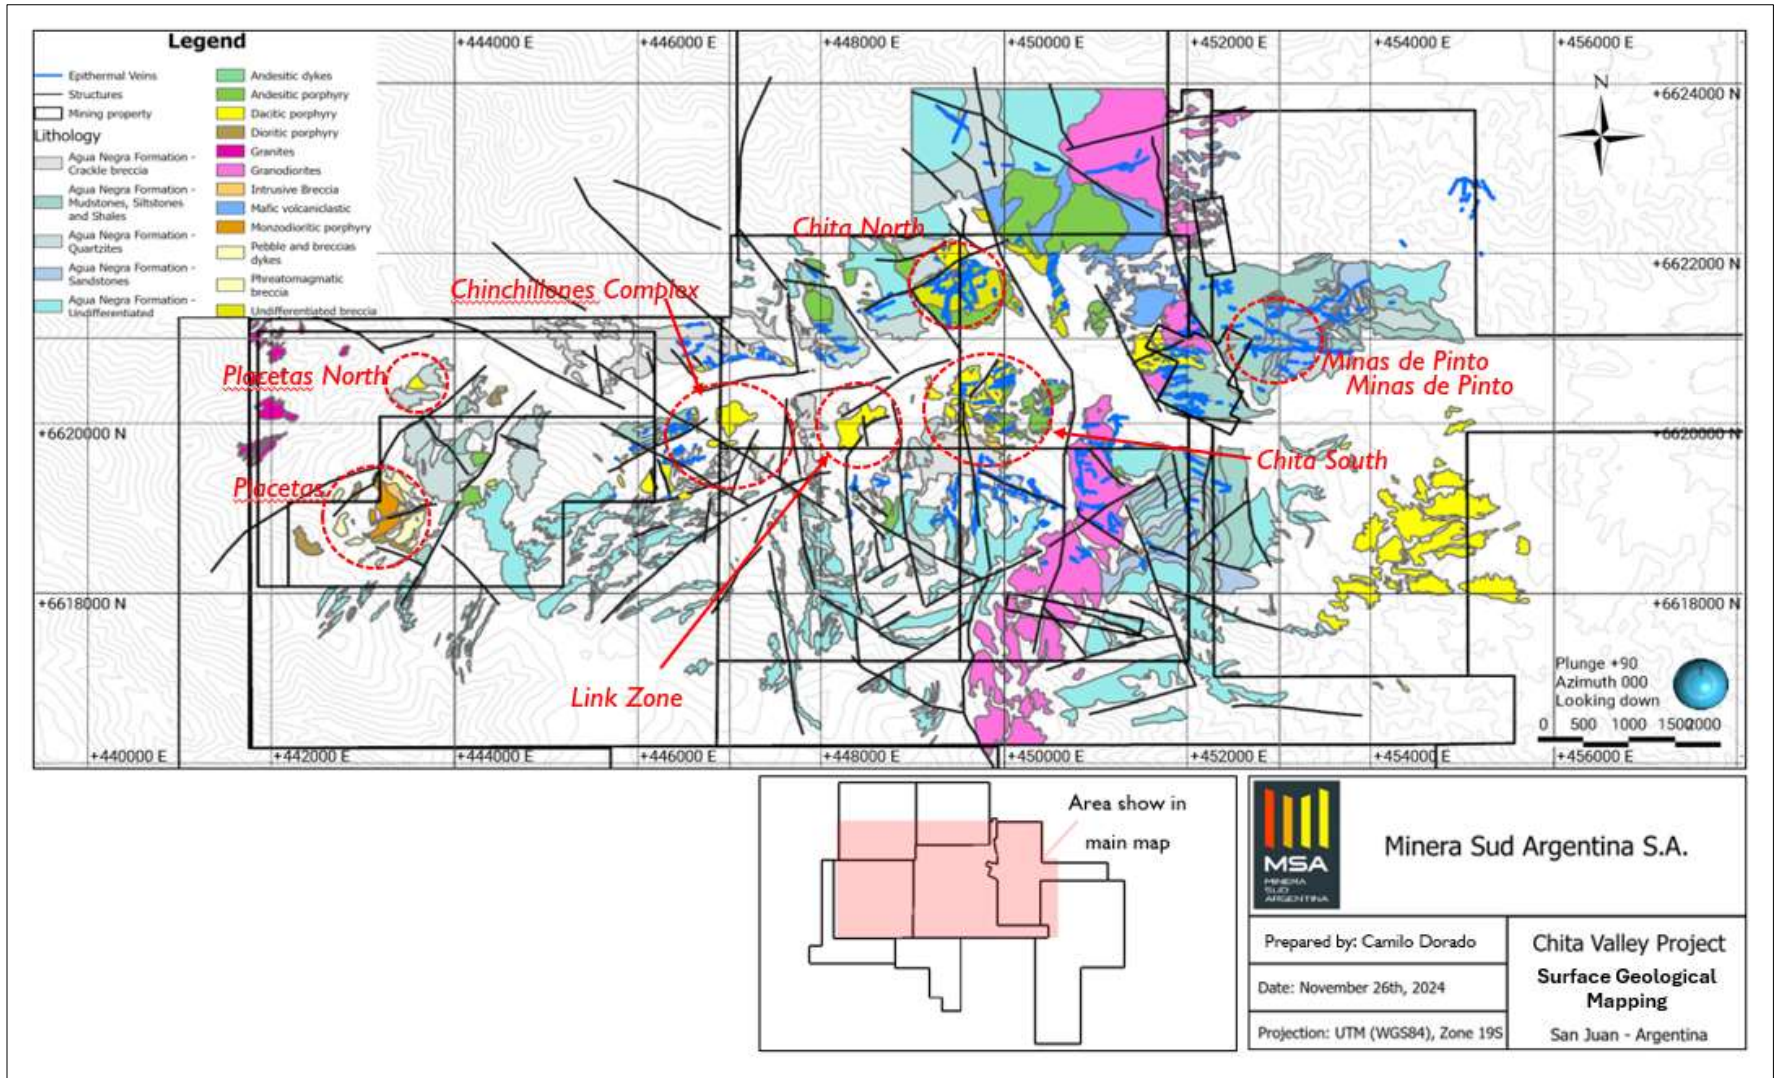 Legend
Epithermal Veins
Structures
Mining property
Lithology
Agua Negra Formation -
Crackle breccia
Agua Negra Formation -
Mudstones, Siltstones
and Shales
Agua Negra Formation -
Quartzites
Agua Negra Formation -
Sandstones
Agua Negra Formation -
Undifferentiated
Andesitic dykes
Andesitic porphyry
Dacitic porphyry
Dioritic porphyry
Granites
Granodiorites
Intrusive Breccia
Mafic volcaniclastic
Monzodioritic porphyry
Pebble and breccias
dykes
Phreatomagmatic
breccia
Undifferentiated breccia
+444000 E
+446000 E
+448000 E
+450000 E
+452000 E
+454000 E
+456000 E
N
+6624000 N
+6622000 N
Chita North
Chinchillones Complex
Placetas North
Minas de Pinto
Minas de Pinto
+6620000 N
+6620000 N
Chita South
Placetas
+6618000 N
+6618000 N
Link Zone
Plunge +90
Azimuth 000
Looking down
0 500 1000 1500 2000
+440000 E
+442000 E
+444000 E
+446000 E
+448000 E
+450000 E
+452000 E
+454000 E
+456000 E
Area show in
main map
MSA
MINERA
SUD
ARGENTINA
Minera Sud Argentina S.A.
Prepared by: Camilo Dorado
Date: November 26th, 2024
Projection: UTM (WGS84), Zone 19S
Chita Valley Project
Surface Geological
Mapping
San Juan - Argentina